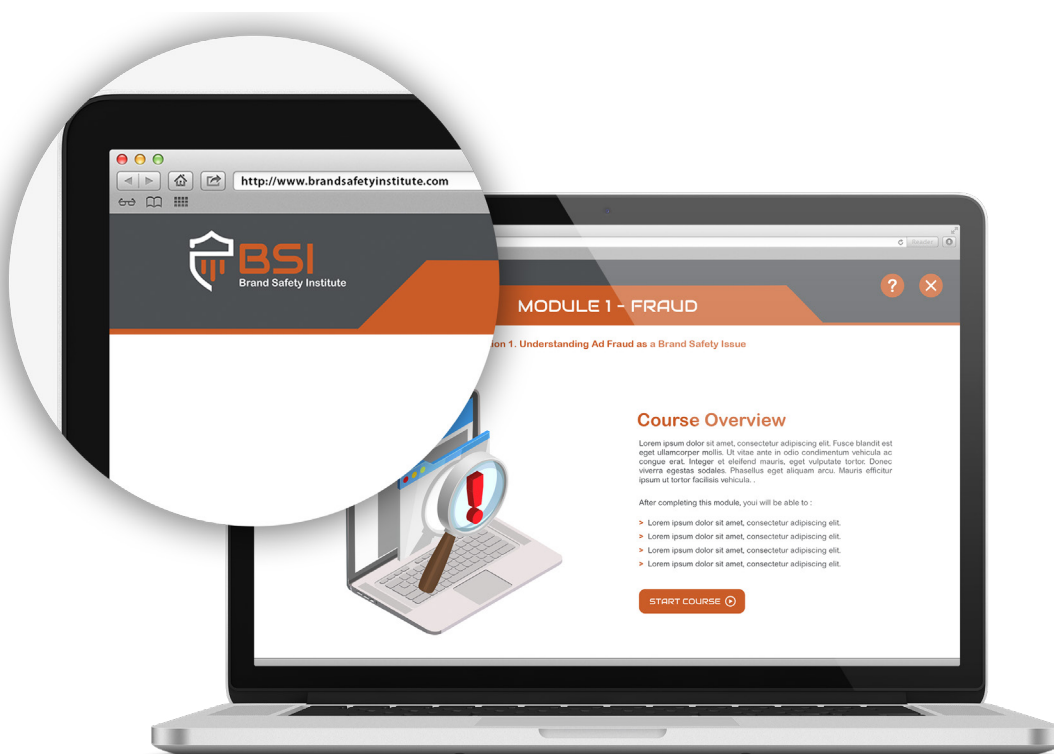 http://www.brandsafetyinstitute.com
BSI
Brand Safety Institute
Reader
MODULE 1 - FRAUD
?
ion 1. Understanding Ad Fraud as a Brand Safety Issue
Course Overview
Lorem ipsum dolor sit amet, consectetur adipiscing elit. Fusce blandit est
eget ullamcorper mollis. Ut vitae ante in odio condimentum vehicula ac
congue erat. Integer et eleifend mauris, eget vulputate tortor. Donec
viverra egestas sodales. Phasellus eget aliquam arcu. Mauris efficitur
ipsum ut tortor facilisis vehicula. .
After completing this module, youi will be able to :
> Lorem ipsum dolor sit amet, consectetur adipiscing elit.
> Lorem ipsum dolor sit amet, consectetur adipiscing elit.
> Lorem ipsum dolor sit amet, consectetur adipiscing elit.
> Lorem ipsum dolor sit amet, consectetur adipiscing elit.
START COURSE